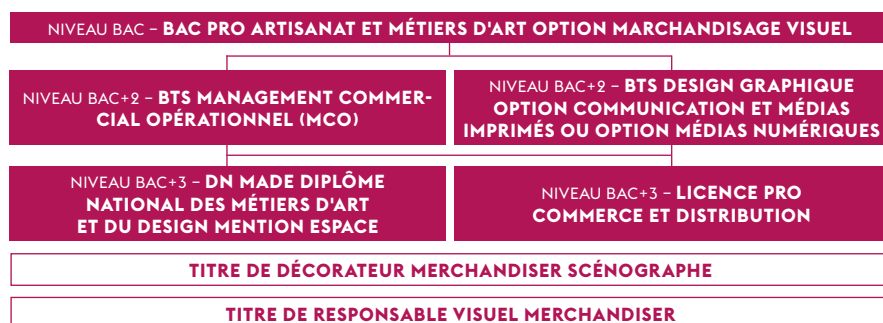 NIVEAU BAC – BAC PRO ARTISANAT ET MÉTIERS D'ART OPTION MARCHANDISAGE VISUEL
NIVEAU BAC+2 – BTS MANAGEMENT COMMER-
CIAL OPÉRATIONNEL (MCO)
NIVEAU BAC+2 – BTS DESIGN GRAPHIQUE
OPTION COMMUNICATION ET MÉDIAS
IMPRIMÉS OU OPTION MÉDIAS NUMÉRIQUES
NIVEAU BAC+3 – DN MADE DIPLÔME
NATIONAL DES MÉTIERS D'ART
ET DU DESIGN MENTION ESPACE
NIVEAU BAC+3 – LICENCE PRO
COMMERCE ET DISTRIBUTION
TITRE DE DÉCORATEUR MERCHANDISER SCÉNOGRAPHE
TITRE DE RESPONSABLE VISUEL MERCHANDISER